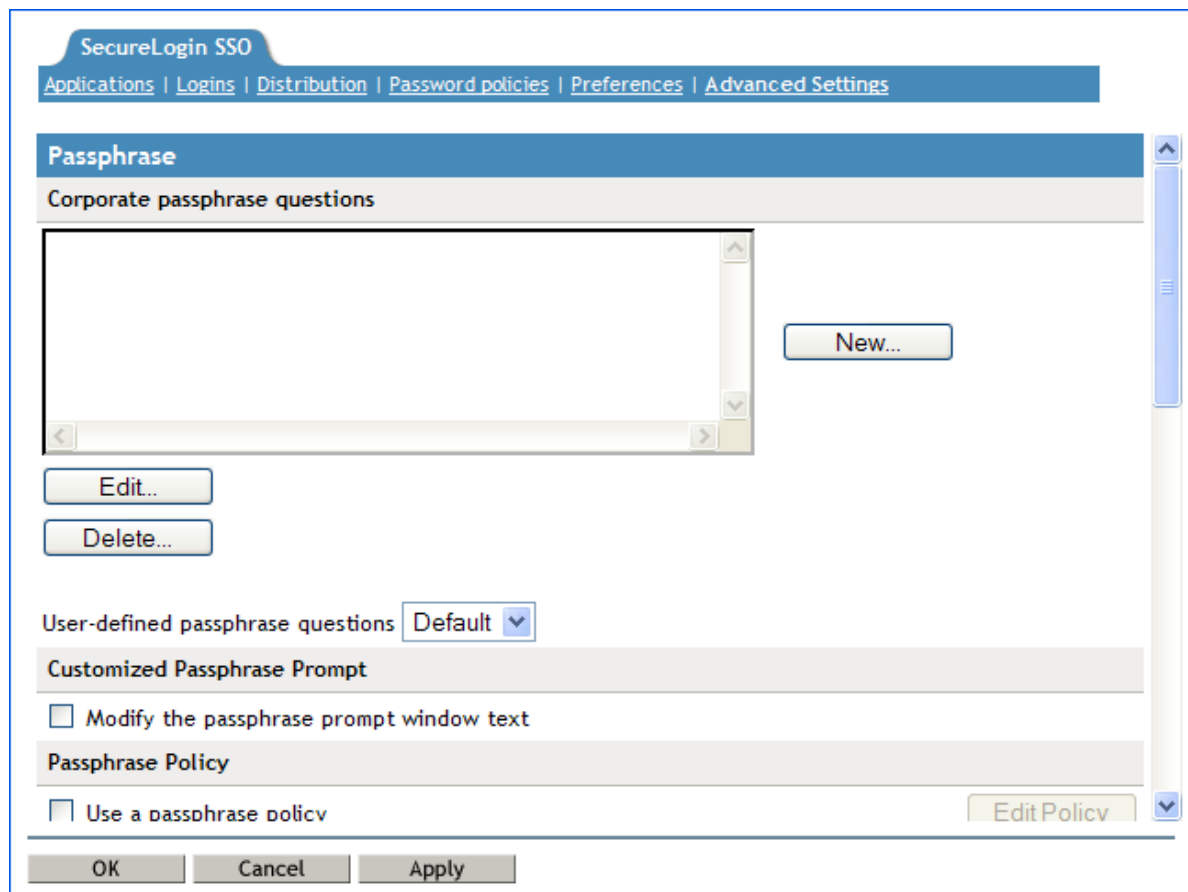 SecureLogin SSO
Applications | Logins | Distribution | Password policies | Preferences | Advanced Settings
Passphrase
Corporate passphrase questions
New...
Edit...
Delete...
User-defined passphrase questions Default
Customized Passphrase Prompt
Modify the passphrase prompt window text
Passphrase Policy
Use a passphrase policy Edit Policy
OK Cancel Apply